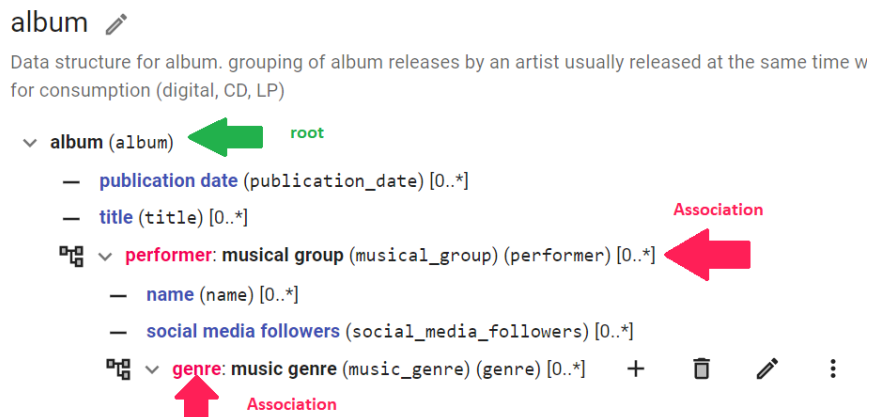 album
Data structure for album. grouping of album releases by an artist usually released at the same time w
for consumption (digital, CD, LP)
album (album)
root
publication date (publication_date) [0..*]
title (title) [0..*]
Association
performer: musical group (musical_group) (performer) [0..*]
name (name) [0..*]
social media followers (social_media_followers) [0..*]
genre: music genre (music_genre) (genre) [0..*]
Association